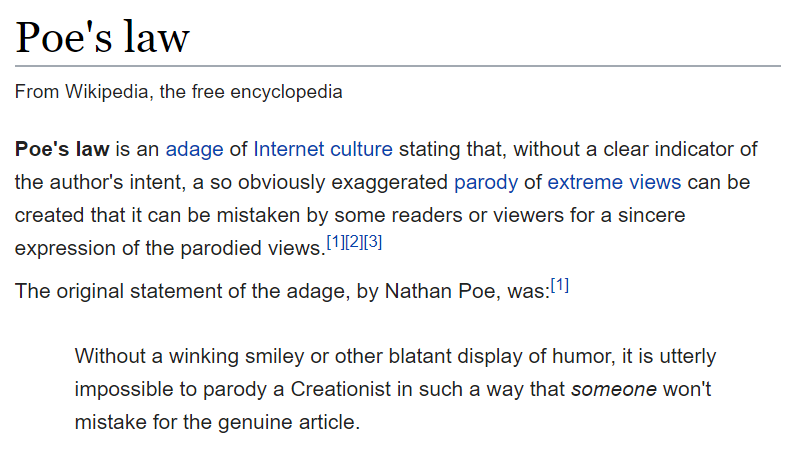 Poe's law
From Wikipedia, the free encyclopedia
Poe's law is an adage of Internet culture stating that, without a clear indicator of
the author's intent, a so obviously exaggerated parody of extreme views can be
created that it can be mistaken by some readers or viewers for a sincere
expression of the parodied views.[1][2][3]
The original statement of the adage, by Nathan Poe, was:[1]
Without a winking smiley or other blatant display of humor, it is utterly
impossible to parody a Creationist in such a way that someone won't
mistake for the genuine article.